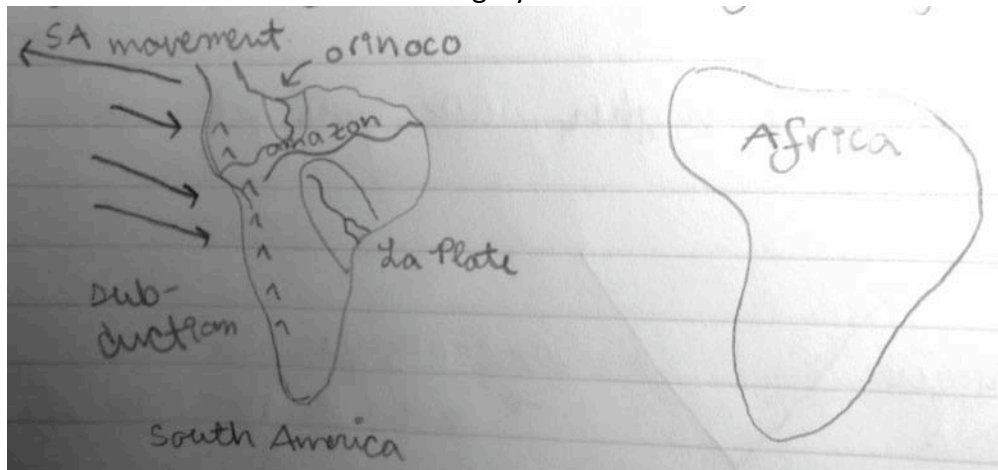 SA movement
orinoco
amazon
Africa
La Plate
Sub-
duction
South America